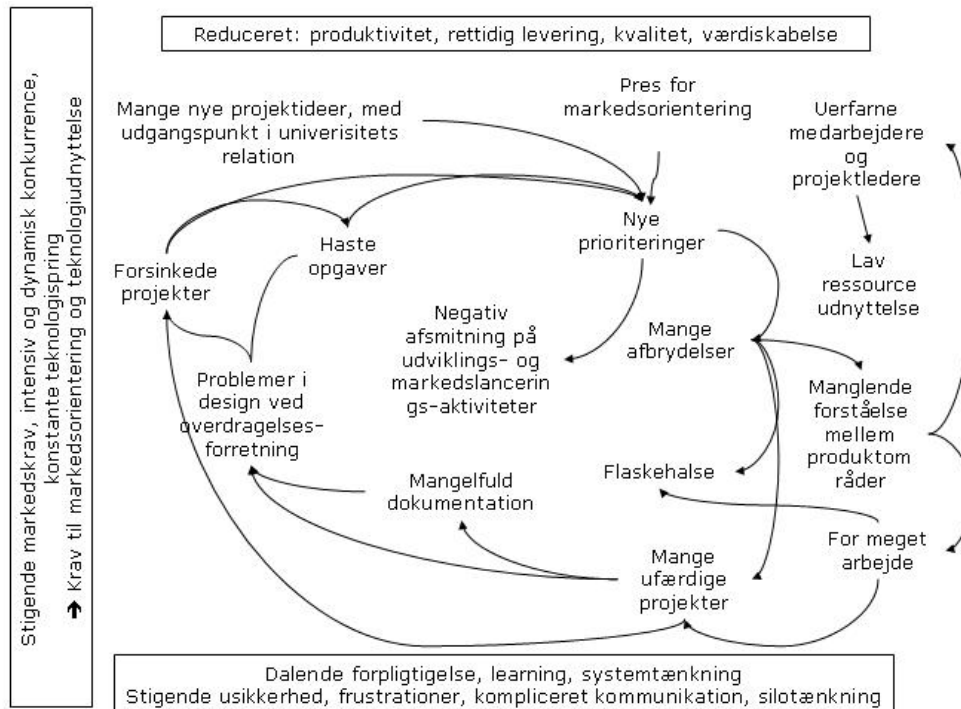 Stigende markedskrav, intensiv og dynamisk konkurrence,
konstante teknologispring
➔ Krav til markedsorientering og teknologiudnyttelse
Reduceret: produktivitet, rettidig levering, kvalitet, værdiskabelse
Mange nye projektideer, med
udgangspunkt i univerisitets
relation
Pres for
markedsorientering
Uerfarne
medarbejdere
og
projektledere
Haste
opgaver
Nye
prioriteringer
Forsinkede
projekter
Lav
ressource
udnyttelse
Negativ
afsmitning på
udviklings- og
markedslancerin
gs-aktiviteter
Mange
afbrydelser
Problemer i
design ved
overdragelses-
forretning
Manglende
forståelse
mellem
produktom
råder
Mangelfuld
dokumentation
Flaskehalse
For meget
arbejde
Mange
ufærdige
projekter
Dalende forpligtigelse, learning, systemtænkning
Stigende usikkerhed, frustrationer, kompliceret kommunikation, silotænkning